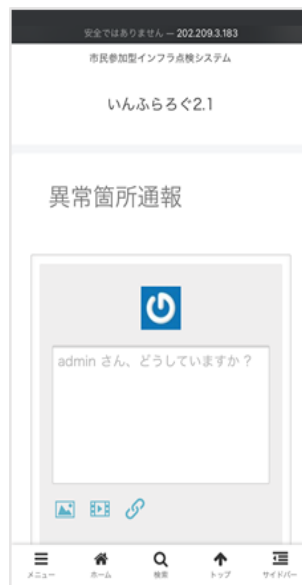 安全ではありません — 202.209.3.183
市民参加型インフラ点検システム
いんふらろぐ2.1
異常箇所通報
admin さん、どうしていますか ?
メニュー
ホーム
検索
トップ
サイドバー